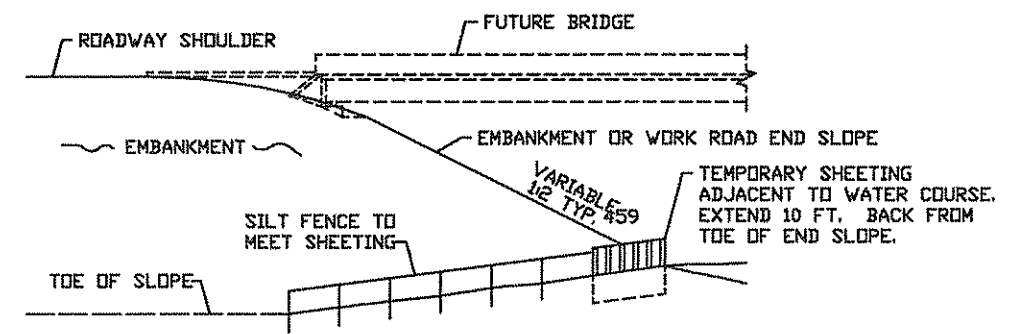 FUTURE BRIDGE
ROADWAY SHOULDER
EMBANKMENT
EMBANKMENT OR WORK ROAD END SLOPE
VARIABLE
1:2 TYP. 459
TEMPORARY SHEETING
ADJACENT TO WATER COURSE.
EXTEND 10 FT. BACK FROM
TOE OF END SLOPE.
SILT FENCE TO
MEET SHEETING
TOE OF SLOPE